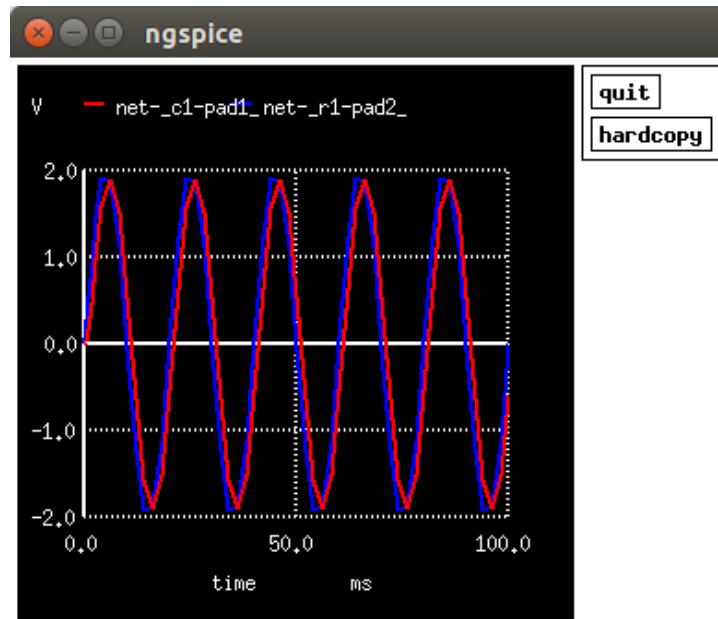 ngspice
V net-_c1-pad1_ net-_r1-pad2_
quit
hardcopy
2.0
1.0
0.0
-1.0
-2.0
0.0 50.0 100.0
time ms